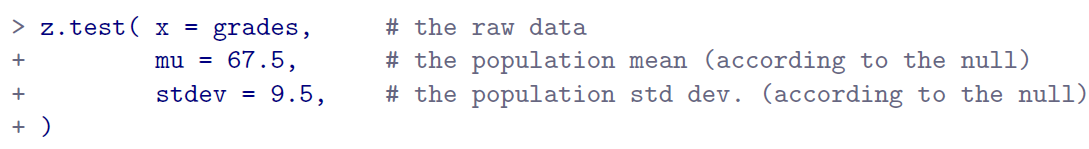 > z.test( x = grades, # the raw data
+ mu = 67.5, # the population mean (according to the null)
+ stdev = 9.5, # the population std dev. (according to the null)
+ )